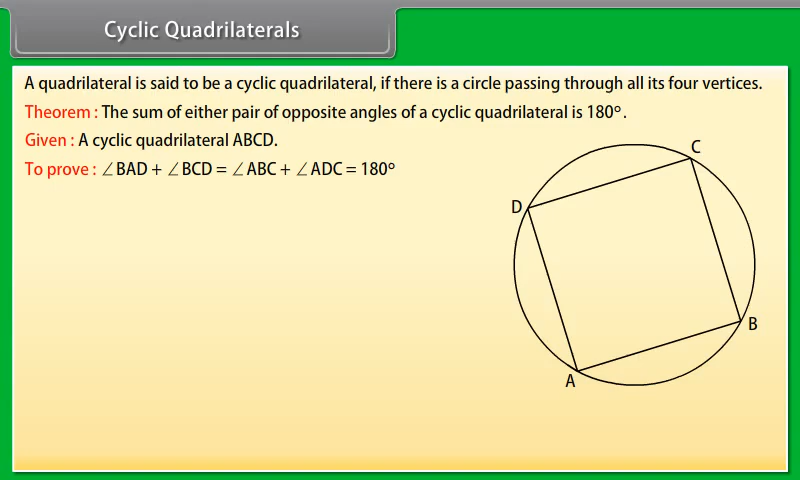 Cyclic Quadrilaterals
A quadrilateral is said to be a cyclic quadrilateral, if there is a circle passing through all its four vertices.
Theorem : The sum of either pair of opposite angles of a cyclic quadrilateral is 180°.
Given : A cyclic quadrilateral ABCD.
To prove : ∠BAD + ∠BCD = ∠ABC + ∠ADC = 180°
C
D
B
A